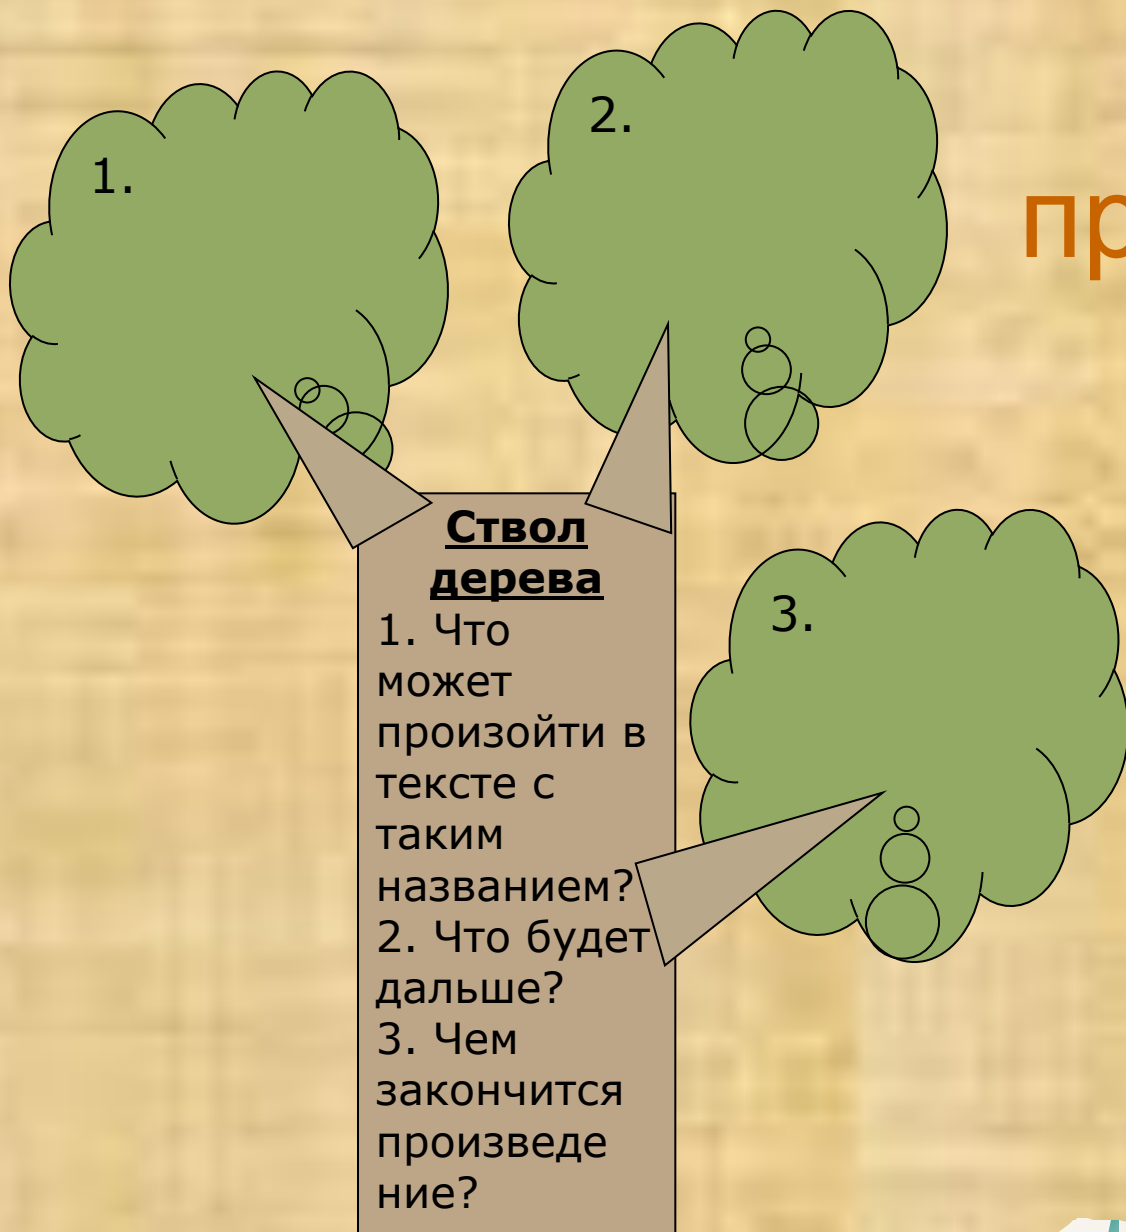 1.
2.
пр
Ствол
дерева
1. Что
может
произойти в
тексте с
таким
названием?
2. Что будет
дальше?
3. Чем
закончится
произведе
ние?
3.